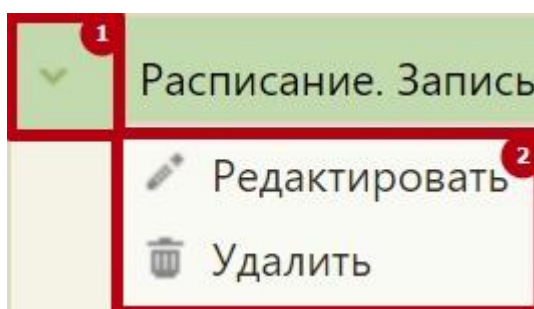 1
Расписание. Запись
2
Редактировать
Удалить